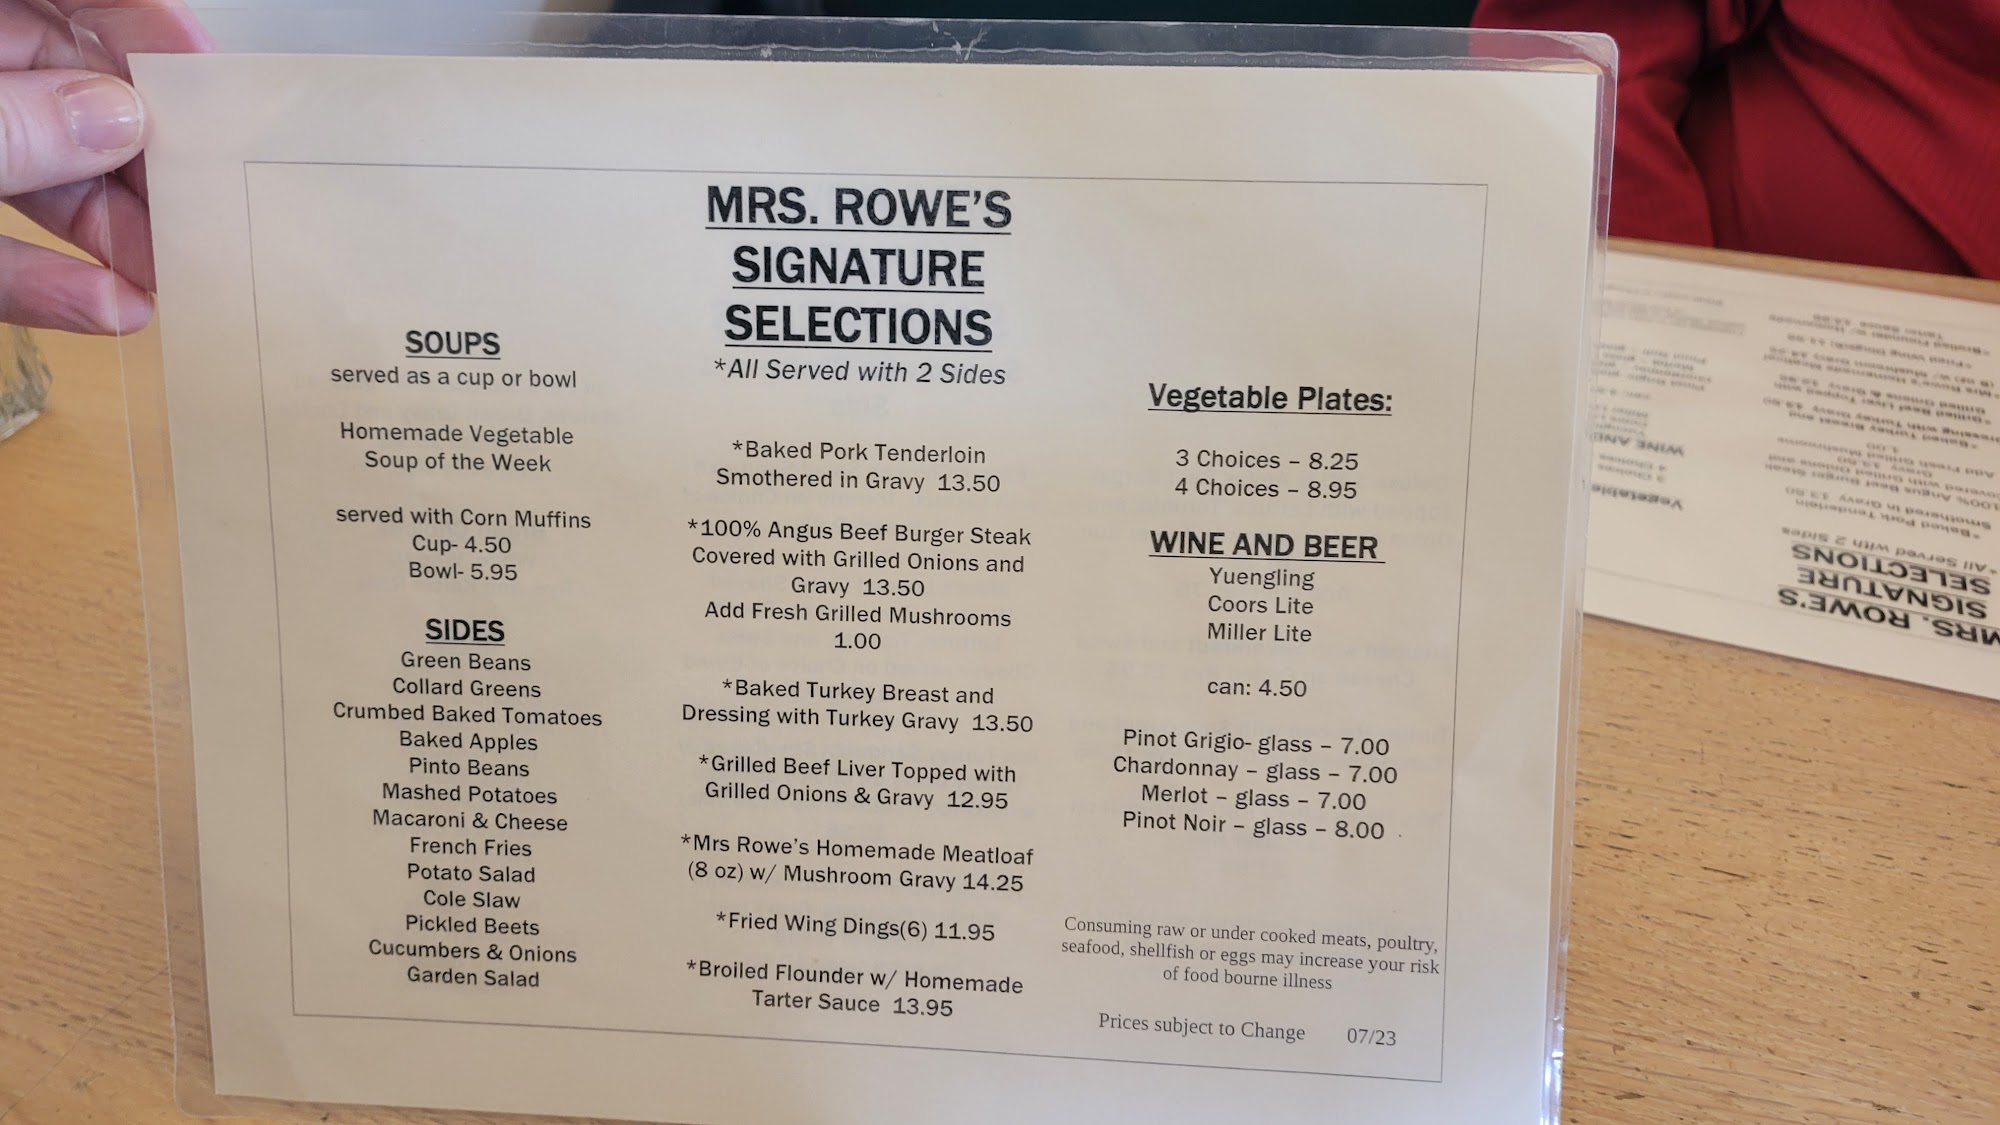 MRS. ROWE'S
SIGNATURE
SELECTIONS
*All Served with 2 Sides
SOUPS
served as a cup or bowl
Homemade Vegetable
Soup of the Week
served with Corn Muffins
Cup- 4.50
Bowl- 5.95
SIDES
Green Beans
Collard Greens
Crumbed Baked Tomatoes
Baked Apples
Pinto Beans
Mashed Potatoes
Macaroni & Cheese
French Fries
Potato Salad
Cole Slaw
Pickled Beets
Cucumbers & Onions
Garden Salad
*Baked Pork Tenderloin
Smothered in Gravy 13.50
*100% Angus Beef Burger Steak
Covered with Grilled Onions and
Gravy 13.50
Add Fresh Grilled Mushrooms
1.00
*Baked Turkey Breast and
Dressing with Turkey Gravy 13.50
*Grilled Beef Liver Topped with
Grilled Onions & Gravy 12.95
*Mrs Rowe's Homemade Meatloaf
(8 oz) w/ Mushroom Gravy 14.25
*Fried Wing Dings(6) 11.95
*Broiled Flounder w/ Homemade
Tarter Sauce 13.95
Vegetable Plates:
3 Choices – 8.25
4 Choices – 8.95
WINE AND BEER
Yuengling
Coors Lite
Miller Lite
can: 4.50
Pinot Grigio- glass – 7.00
Chardonnay – glass – 7.00
Merlot – glass – 7.00
Pinot Noir – glass – 8.00
Consuming raw or under cooked meats, poultry,
seafood, shellfish or eggs may increase your risk
of food bourne illness
Prices subject to Change 07/23
MRS. ROWE'S
SIGNATURE
SELECTIONS
*All Served with 2 Sides